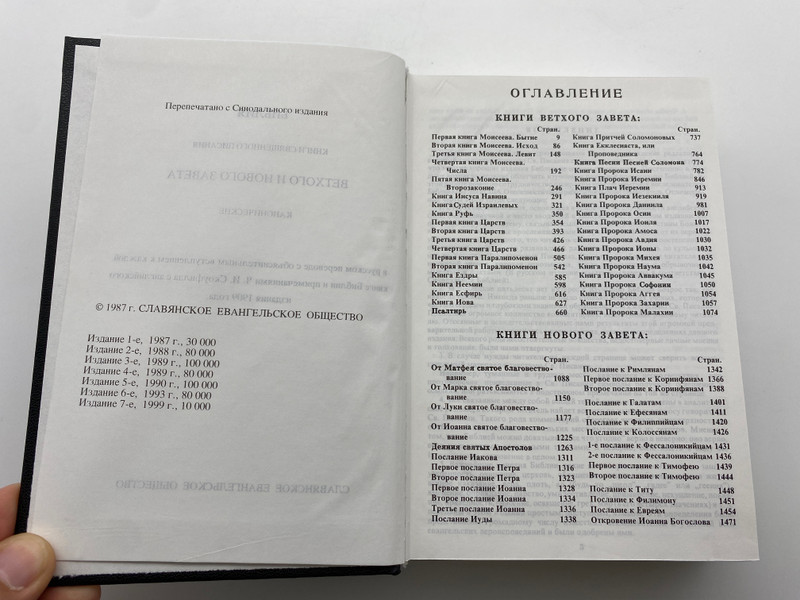 Перепечатано с Синодального издания
© 1987 г. СЛАВЯНСКОЕ ЕВАНГЕЛЬСКОЕ ОБЩЕСТВО
Издание 1-е, 1987 г., 30 000
Издание 2-е, 1988 г., 80 000
Издание 3-е, 1989 г., 100 000
Издание 4-е, 1989 г., 80 000
Издание 5-е, 1990 г., 100 000
Издание 6-е, 1993 г., 80 000
Издание 7-е, 1999 г., 10 000
ОГЛАВЛЕНИЕ
КНИГИ ВЕТХОГО ЗАВЕТА:
Стран.
Первая книга Моисеева. Бытие 9
Вторая книга Моисеева. Исход 86
Третья книга Моисеева. Левит 148
Четвертая книга Моисеева.
Числа 192
Пятая книга Моисеева.
Второзаконие 246
Книга Иисуса Навина 291
Книга Судей Израилевых 321
Книга Руфь 350
Первая книга Царств 354
Вторая книга Царств 393
Третья книга Царств 426
Четвертая книга Царств 466
Первая книга Паралипоменон 505
Вторая книга Паралипоменон 542
Книга Ездры 585
Книга Неемии 598
Книга Есфирь 616
Книга Иова 627
Псалтирь 660
Стран.
Книга Притчей Соломоновых 737
Книга Екклесиаста, или
Проповедника 764
Книга Песни Песней Соломона 774
Книга Пророка Исаии 782
Книга Пророка Иеремии 846
Книга Плач Иеремии 913
Книга Пророка Иезекииля 919
Книга Пророка Даниила 981
Книга Пророка Осии 1007
Книга Пророка Иоиля 1017
Книга Пророка Амоса 1022
Книга Пророка Авдия 1030
Книга Пророка Ионы 1032
Книга Пророка Михея 1035
Книга Пророка Наума 1042
Книга Пророка Аввакума 1045
Книга Пророка Софонии 1050
Книга Пророка Аггея 1054
Книга Пророка Захарии 1057
Книга Пророка Малахии 1074
КНИГИ НОВОГО ЗАВЕТА:
Стран.
От Матфея святое благовество-
вание 1088
От Марка святое благовество-
вание 1150
От Луки святое благовество-
вание 1177
От Иоанна святое благовество-
вание 1225
Деяния святых Апостолов 1263
Послание Иакова 1311
Первое послание Петра 1316
Второе послание Петра 1323
Первое послание Иоанна 1328
Второе послание Иоанна 1334
Третье послание Иоанна 1336
Послание Иуды 1338
Стран.
Послание к Римлянам 1342
Первое послание к Коринфянам 1366
Второе послание к Коринфянам 1388
Послание к Галатам 1401
Послание к Ефесянам 1411
Послание к Филиппийцам 1420
Послание к Колоссянам 1426
1-е послание к Фессалоникийцам 1431
2-е послание к Фессалоникийцам 1436
Первое послание к Тимофею 1439
Второе послание к Тимофею 1444
Послание к Титу 1448
Послание к Филимону 1451
Послание к Евреям 1454
Откровение Иоанна Богослова 1471